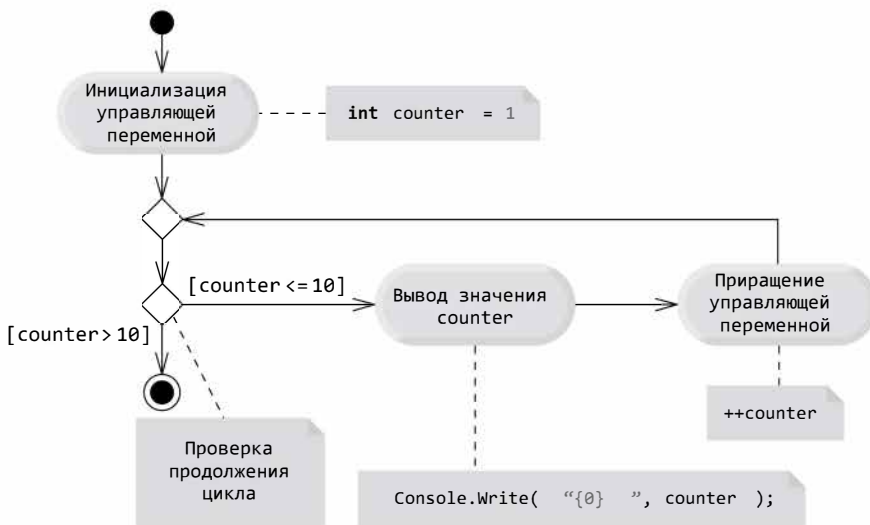 Инициализация
управляющей
переменной
int counter = 1
[counter <= 10]
Вывод значения
counter
Приращение
управляющей
переменной
[counter > 10]
++counter
Проверка
продолжения
цикла
Console.Write( “{0} ”, counter );